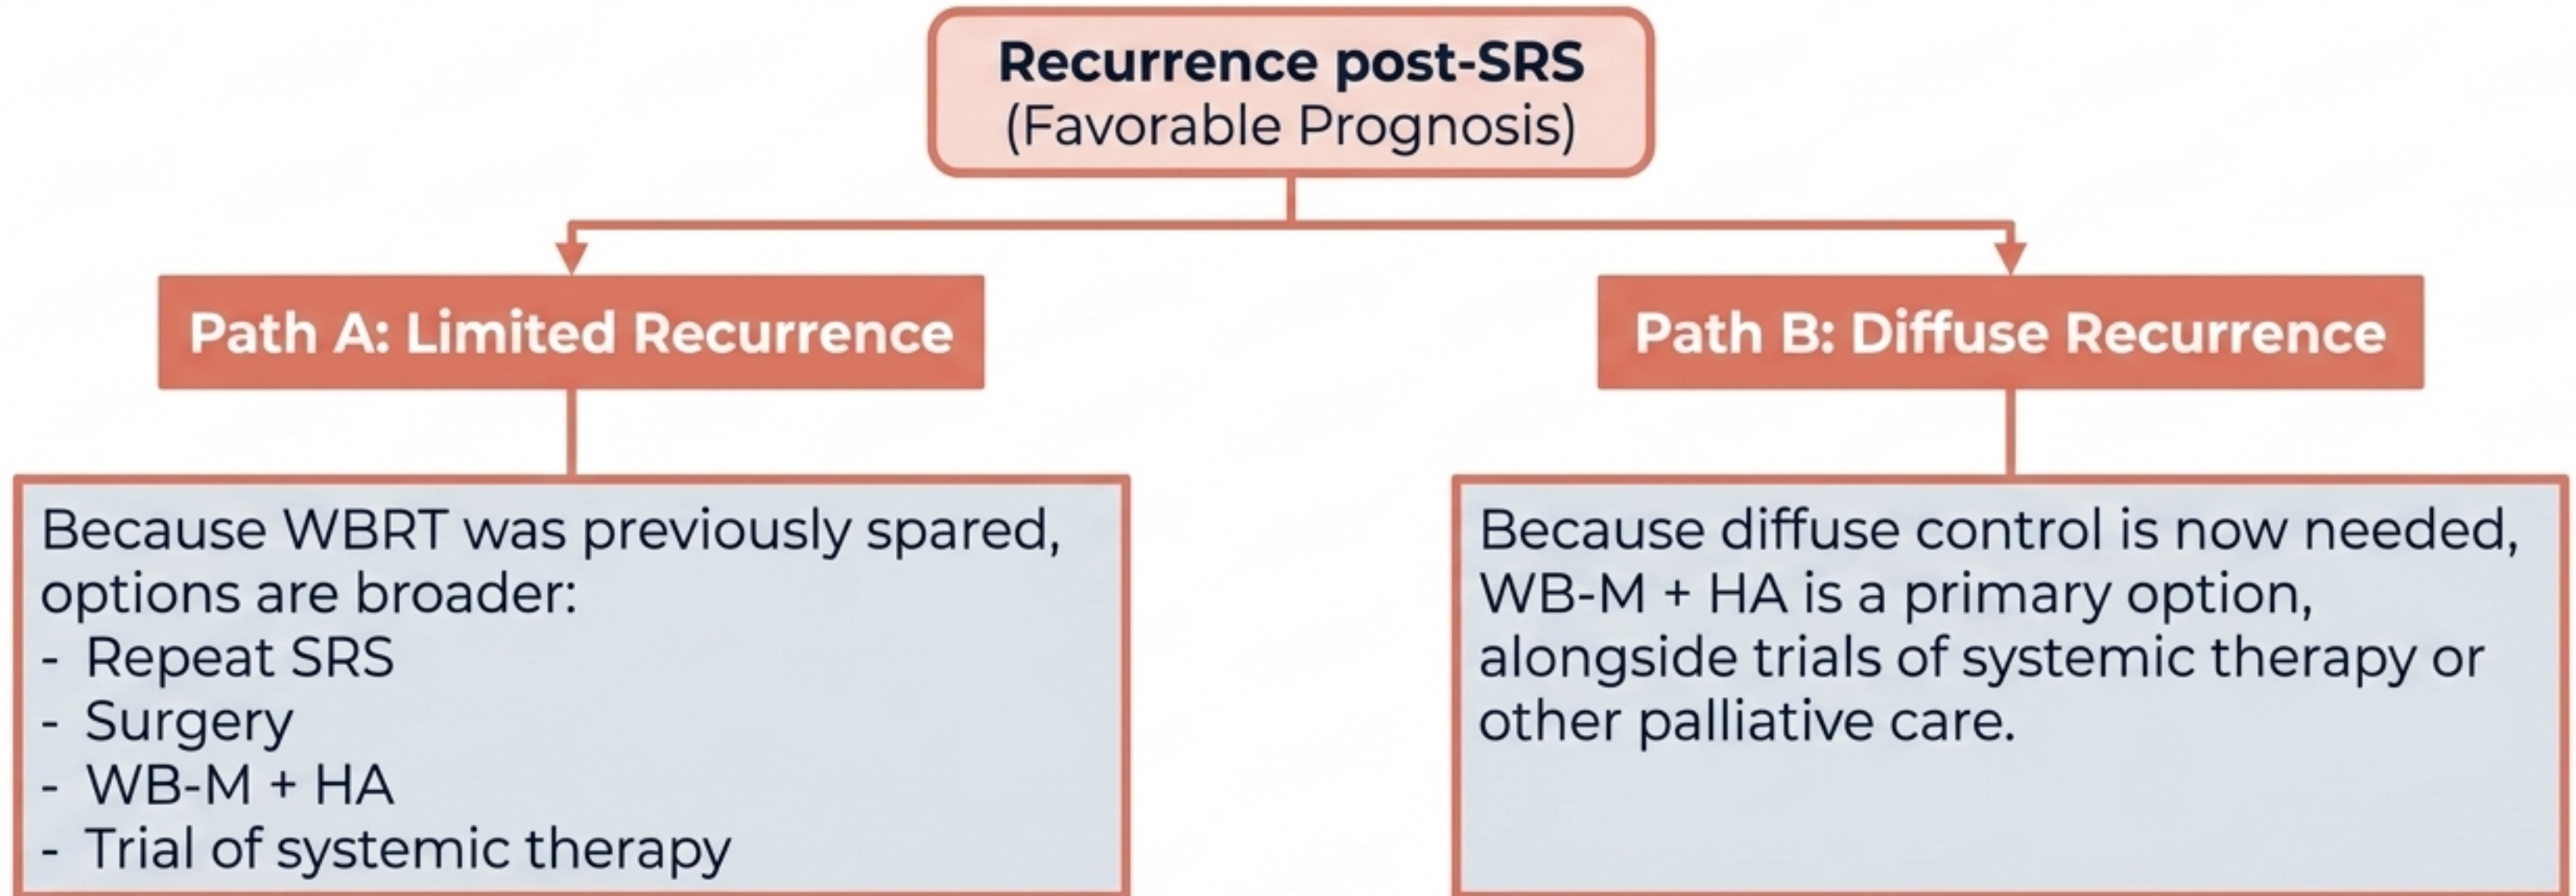 Recurrence post-SRS
(Favorable Prognosis)
Path A: Limited Recurrence
Because WBRT was previously spared,
options are broader:
- Repeat SRS
- Surgery
- WB-M + HA
- Trial of systemic therapy
Path B: Diffuse Recurrence
Because diffuse control is now needed,
WB-M + HA is a primary option,
alongside trials of systemic therapy or
other palliative care.